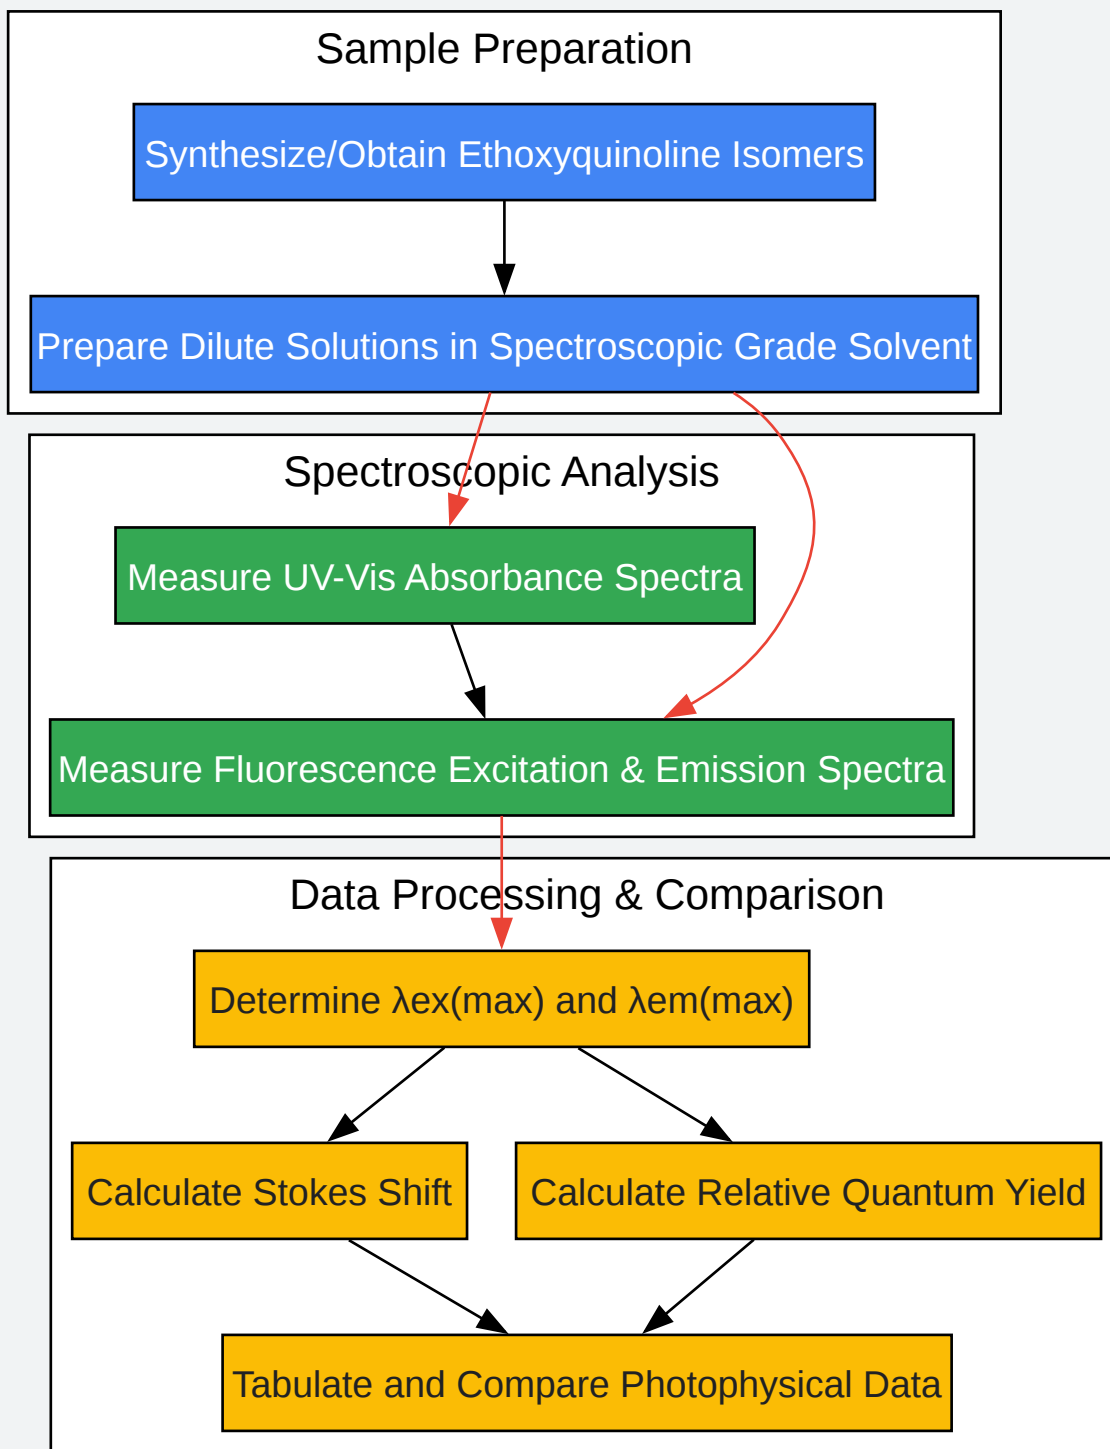 Sample Preparation
Synthesize/Obtain Ethoxyquinoline Isomers
Prepare Dilute Solutions in Spectroscopic Grade Solvent
Spectroscopic Analysis
Measure UV-Vis Absorbance Spectra
Measure Fluorescence Excitation & Emission Spectra
Data Processing & Comparison
Determine λex(max) and λem(max)
Calculate Stokes Shift
Calculate Relative Quantum Yield
Tabulate and Compare Photophysical Data